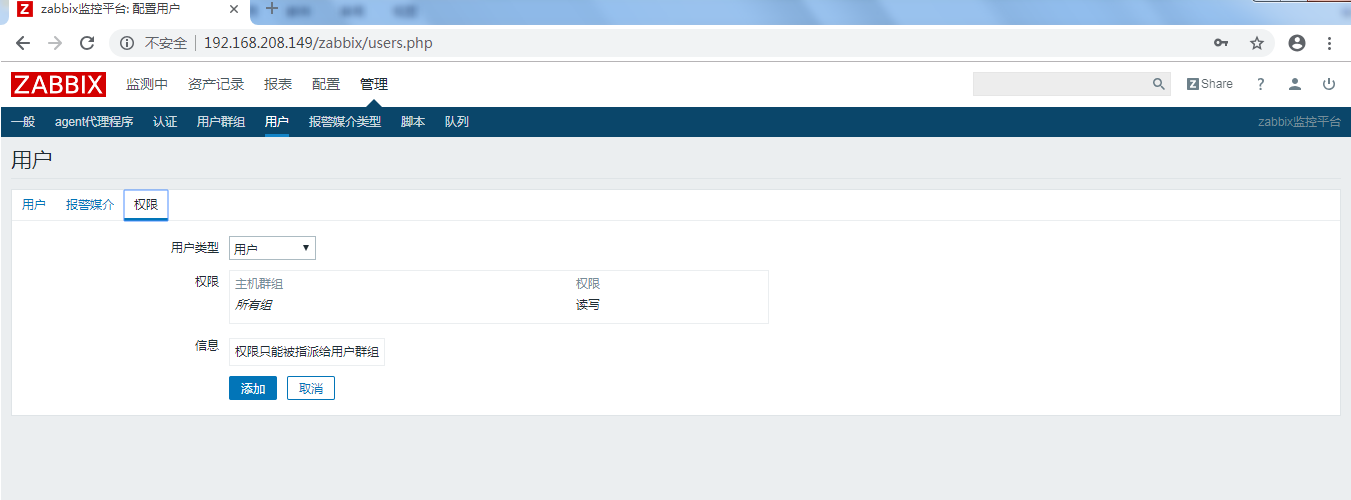 Z zabbix监控平台: 配置用户
不安全 192.168.208.149/zabbix/users.php
ZABBIX 监测中 资产记录 报表 配置 管理 Z Share ?
一般 agent代理程序 认证 用户群组 用户 报警媒介类型 脚本 队列 zabbix监控平台
用户
用户 报警媒介 权限
用户类型 用户
权限 主机群组 权限
所有组 读写
信息 权限只能被指派给用户群组
添加 取消